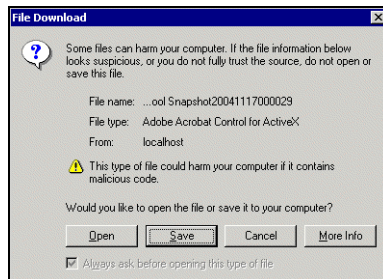 File Download
Some files can harm your computer. If the file information below
looks suspicious, or you do not fully trust the source, do not open or
save this file.
File name: ...ool Snapshot20041117000029
File type: Adobe Acrobat Control for ActiveX
From: localhost
This type of file could harm your computer if it contains
malicious code.
Would you like to open the file or save it to your computer?
Open Save Cancel More Info
Always ask before opening this type of file